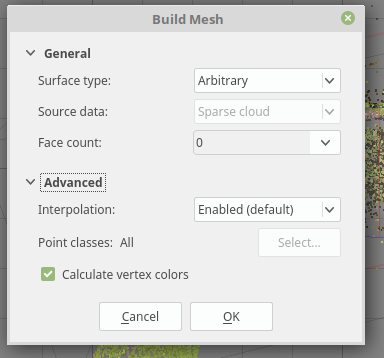 Build Mesh
General
Surface type: Arbitrary
Source data: Sparse cloud
Face count: 0
Advanced
Interpolation: Enabled (default)
Point classes: All Select...
Calculate vertex colors
Cancel OK